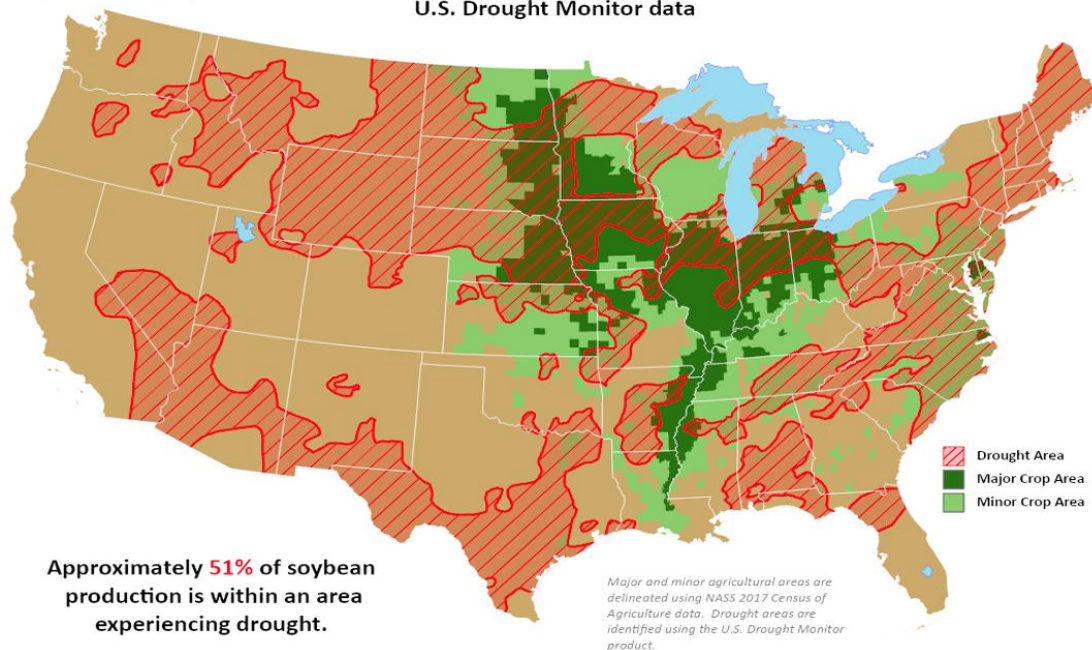 U.S. Drought Monitor data
Drought Area
Major Crop Area
Minor Crop Area
Approximately 51% of soybean
production is within an area
experiencing drought.
Major and minor agricultural areas are
delineated using NASS 2017 Census of
Agriculture data. Drought areas are
identified using the U.S. Drought Monitor
product.